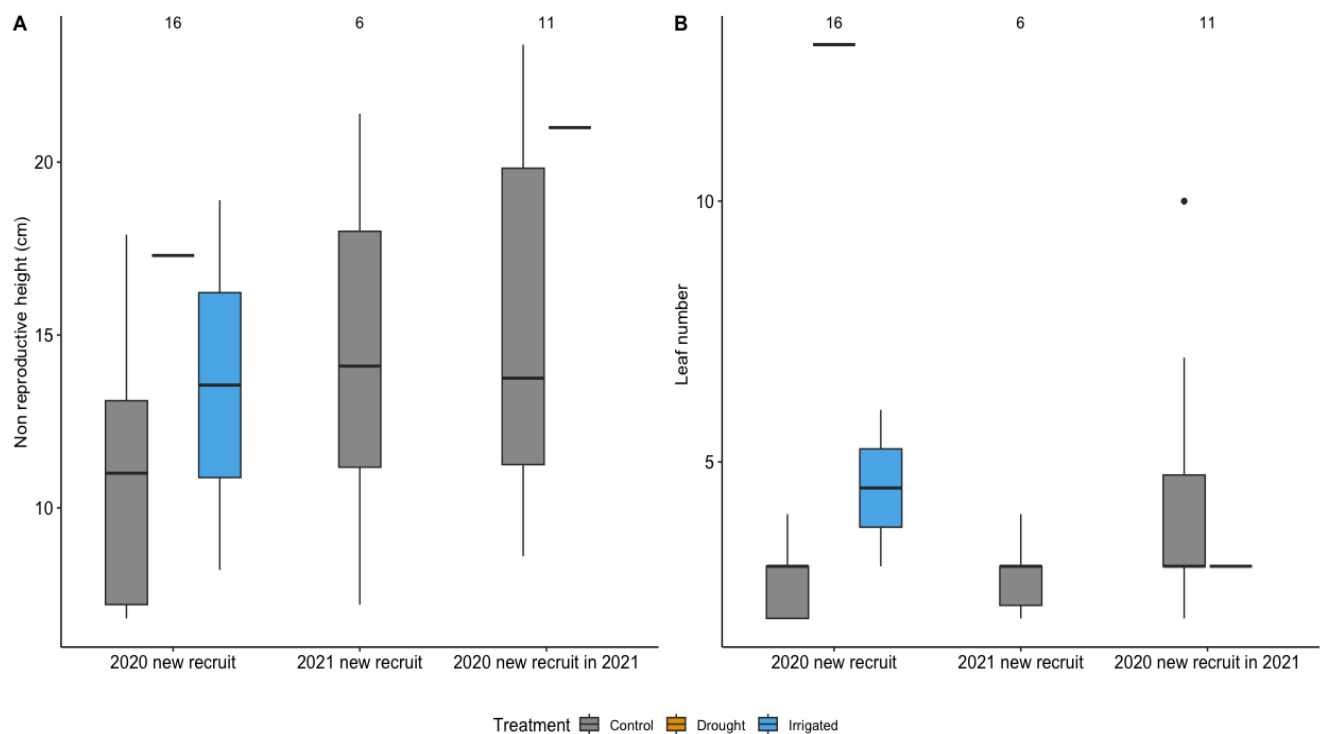 A
16
6
11
Non reproductive height (cm)
20
15
10
2020 new recruit
2021 new recruit
2020 new recruit in 2021
B
16
6
11
Leaf number
10
5
2020 new recruit
2021 new recruit
2020 new recruit in 2021
Treatment Control Drought Irrigated